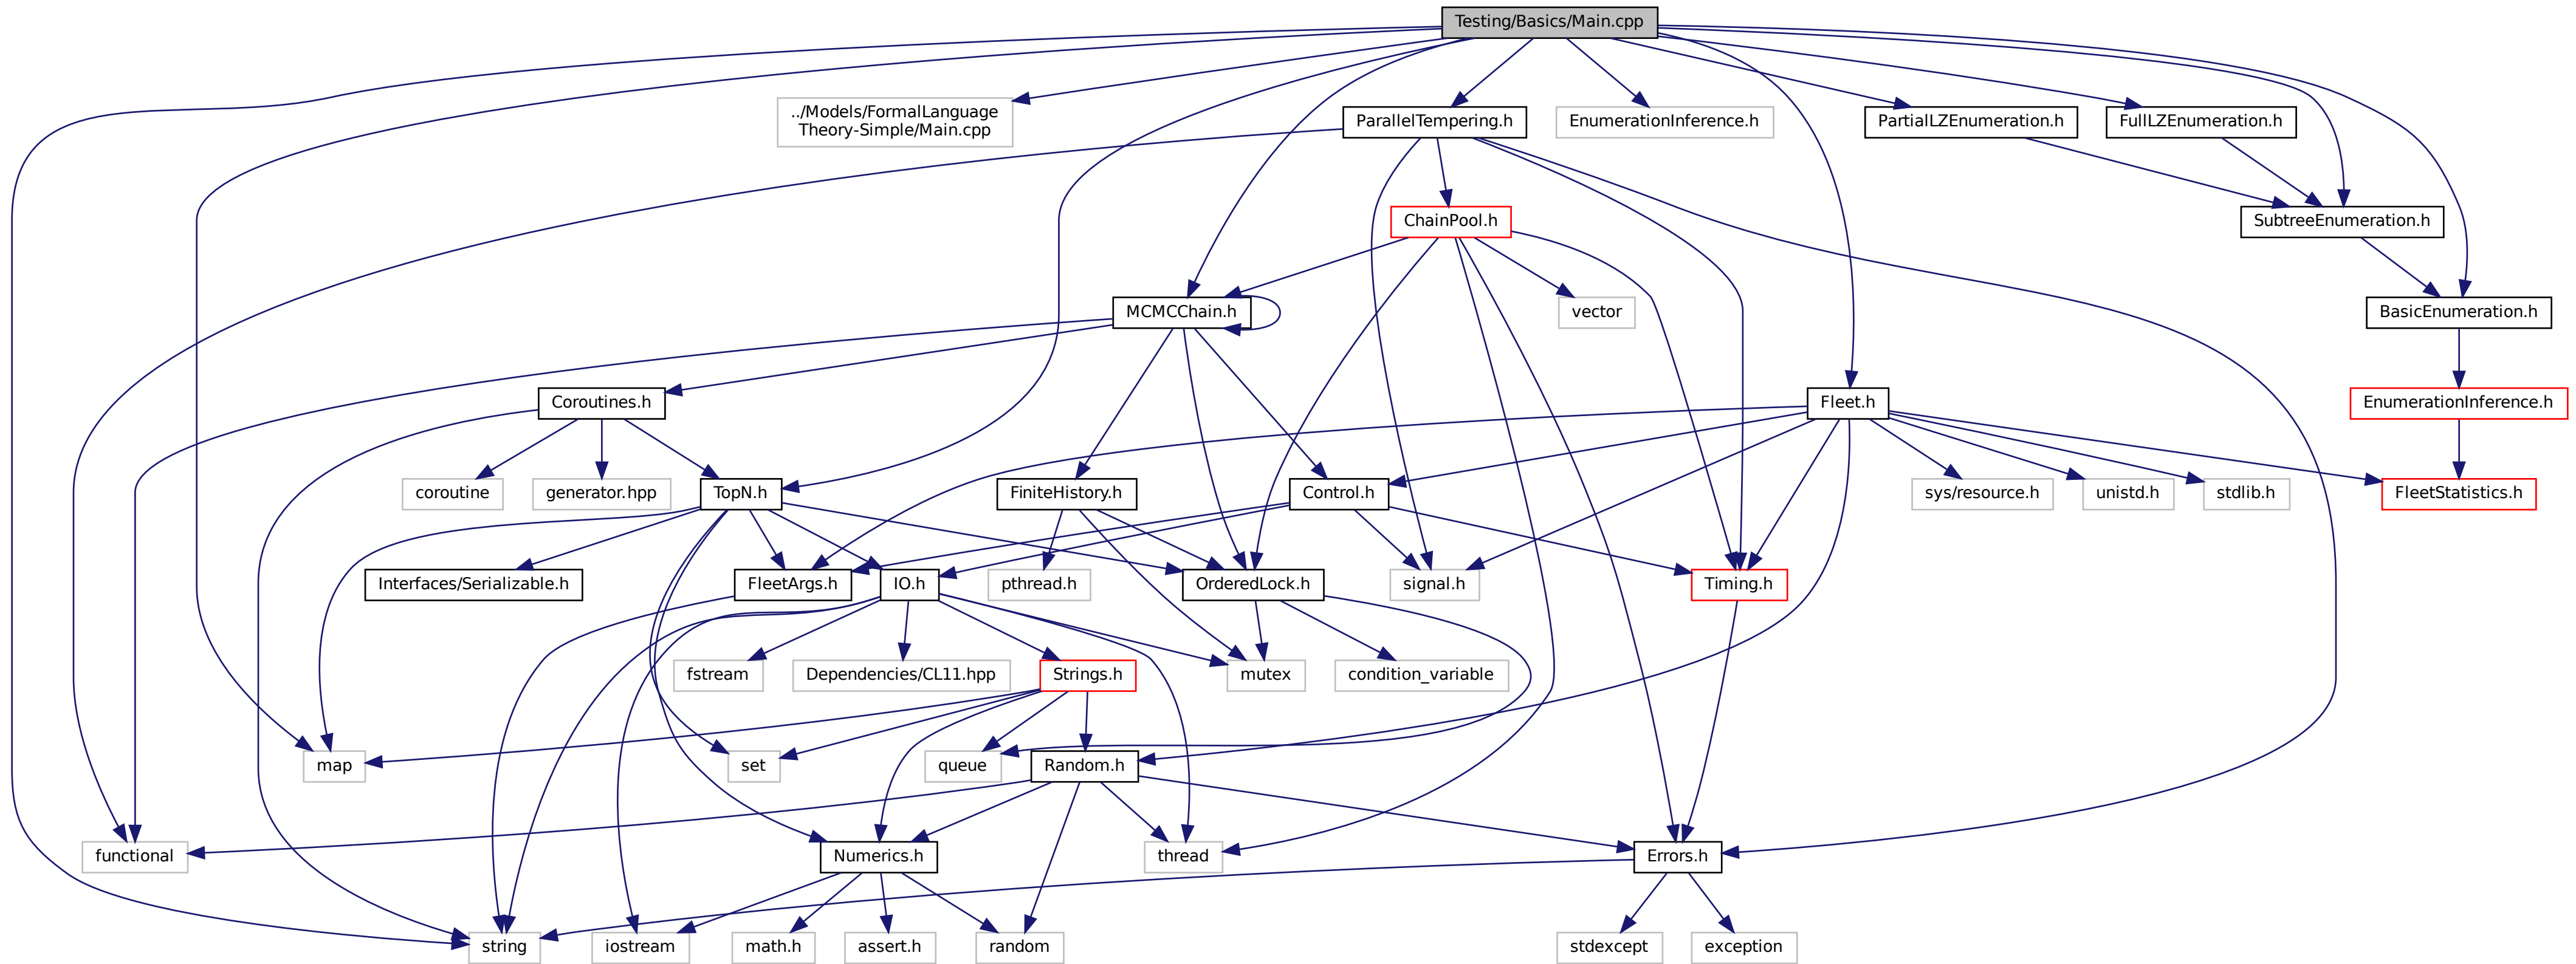 Testing/Basics/Main.cpp
../Models/FormalLanguage
Theory-Simple/Main.cpp
ParallelTempering.h
EnumerationInference.h
PartialLZEnumeration.h
FullLZEnumeration.h
ChainPool.h
SubtreeEnumeration.h
MCMCChain.h
vector
BasicEnumeration.h
Coroutines.h
Fleet.h
EnumerationInference.h
coroutine
generator.hpp
TopN.h
FiniteHistory.h
Control.h
sys/resource.h
unistd.h
stdlib.h
FleetStatistics.h
Interfaces/Serializable.h
FleetArgs.h
IO.h
pthread.h
OrderedLock.h
signal.h
Timing.h
fstream
Dependencies/CL11.hpp
Strings.h
mutex
condition_variable
map
set
queue
Random.h
functional
Numerics.h
thread
Errors.h
string
iostream
math.h
assert.h
random
stdexcept
exception